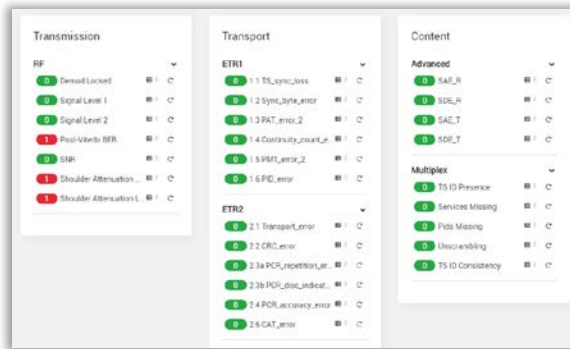 Transmission
RF
0 Demod Locked
0 Signal Level 1
0 Signal Level 2
1 Post-Viterbi BER
0 SNR
1 Shoulder Attenuation ...
1 Shoulder Attenuation L...
Transport
ETR1
0 1.1 TS_sync_loss
0 1.2 Sync_byte_error
0 1.3 PAT_error_2
0 1.4 Continuity_count_e...
0 1.5 PMT_error_2
0 1.6 PID_error
ETR2
0 2.1 Transport_error
0 2.2 CRC_error
0 2.3a PCR_repetition_er...
0 2.3b PCR_disc_indicat...
0 2.4 PCR_accuracy_error
0 2.6 CAT_error
Content
Advanced
0 SAE_R
0 SDE_R
0 SAE_T
0 SDE_T
Multiplex
0 TS ID Presence
0 Services Missing
0 Pids Missing
0 Unscrambling
0 TS ID Consistency